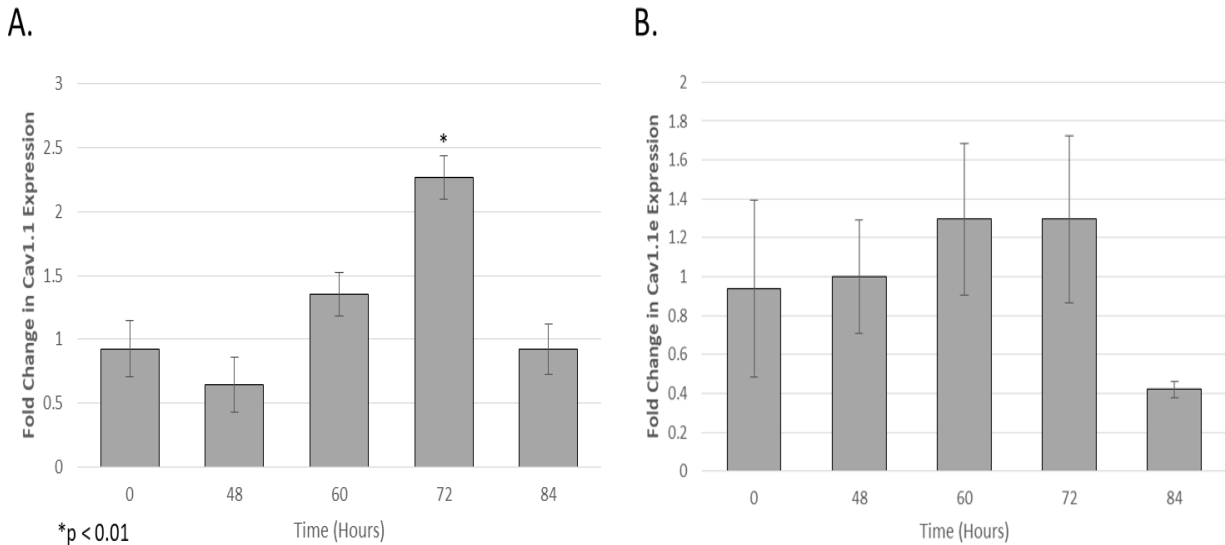 A.
Fold Change in Cav1.1 Expression
3
2.5
2
1.5
1
0.5
0
*
0 48 60 72 84
Time (Hours)
*p < 0.01
B.
Fold Change in Cav1.1e Expression
2
1.8
1.6
1.4
1.2
1
0.8
0.6
0.4
0.2
0
0 48 60 72 84
Time (Hours)